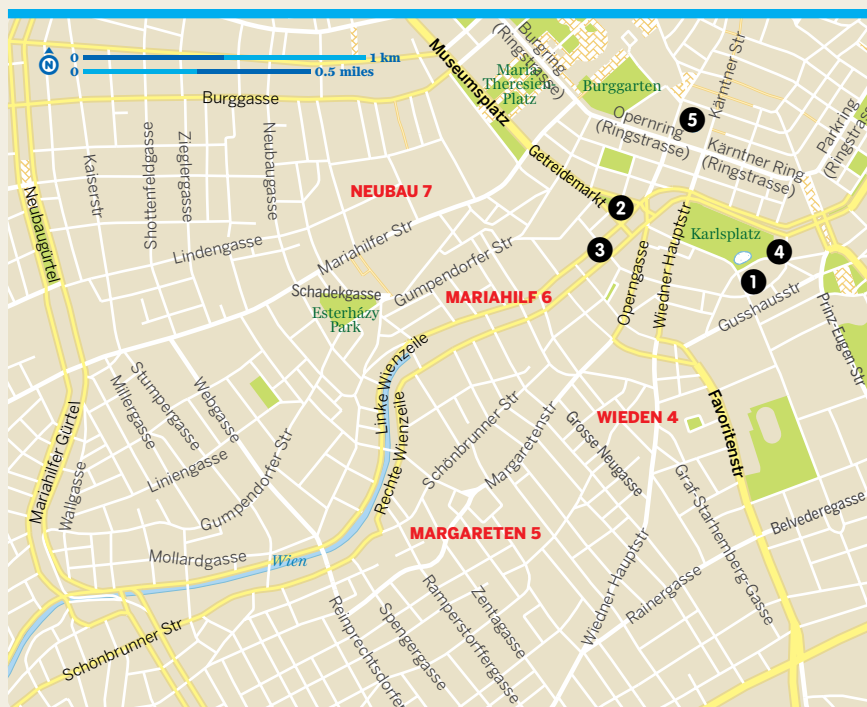 N
0 1 km
0 0.5 miles
Burggasse
Museumsplatz
Maria-
Theresien-
Platz
Burgring
(Ringstrasse)
Burggarten
Kärntner Str
Opernring
(Ringstrasse)
5
Kärntner Ring
(Ringstrasse)
Parkring
(Ringstrasse)
Kaiserstr
Shottenfeldgasse
Zieglergasse
Neubaugasse
NEUBAU 7
Getreidemarkt
2
Neubaugürtel
Lindengasse
Mariahilfer Str
Gumpendorfer Str
3
Karlsplatz
4
1
Schadekgasse
Esterházy
Park
MARIAHILF 6
Operngasse
Wiedner Hauptstr
Gusshausstr
Prinz-Eugen-Str
Linke Wienzeile
Rechte Wienzeile
Stumpergasse
Millergasse
Webgasse
Schönbrunner Str
Margaretenstr
Grosse Neugasse
WIEDEN 4
Favoritenstr
Mariahilfer Gürtel
Wallgasse
Liniengasse
Gumpendorfer Str
Graf-Starhemberg-Gasse
Belvederegasse
MARGARETEN 5
Mollardgasse
Wien
Wiedner Hauptstr
Rainergasse
Schönbrunner Str
Reinprechtsdorfer
Spengergasse
Ramperstorffergasse
Zentagasse